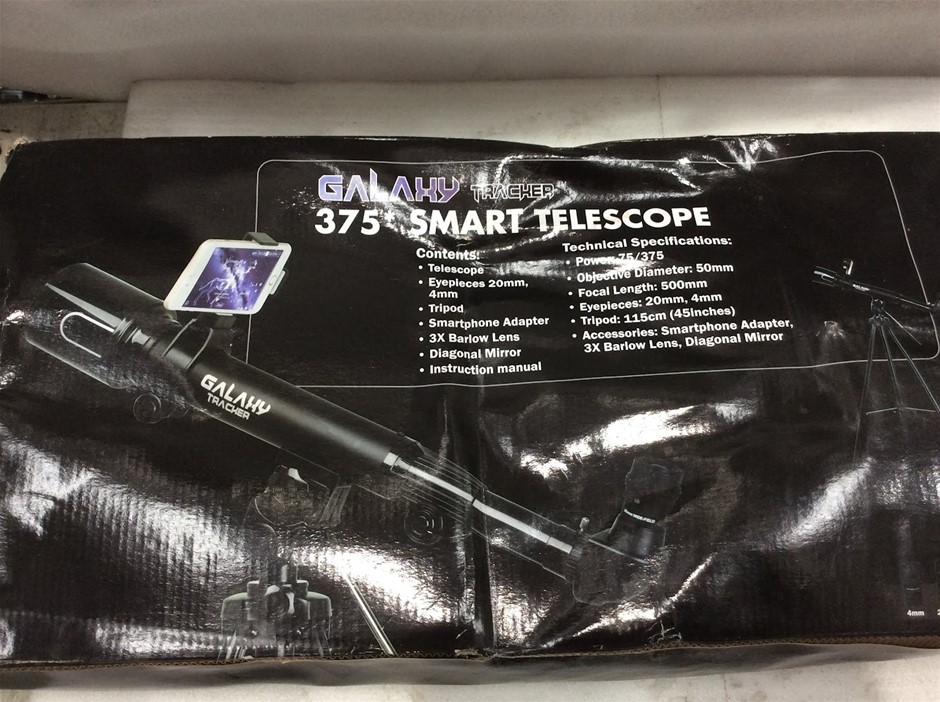 GALAXY TRACKER
375* SMART TELESCOPE
Contents:
• Telescope
• Eyepieces 20mm,
4mm
• Tripod
• Smartphone Adapter
• 3X Barlow Lens
• Diagonal Mirror
• Instruction manual
Technical Specifications:
• Power: 75/375
• Objective Diameter: 50mm
• Focal Length: 500mm
• Eyepieces: 20mm, 4mm
• Tripod: 115cm (45inches)
• Accessories: Smartphone Adapter,
3X Barlow Lens, Diagonal Mirror
GALAXY
TRACKER
4mm